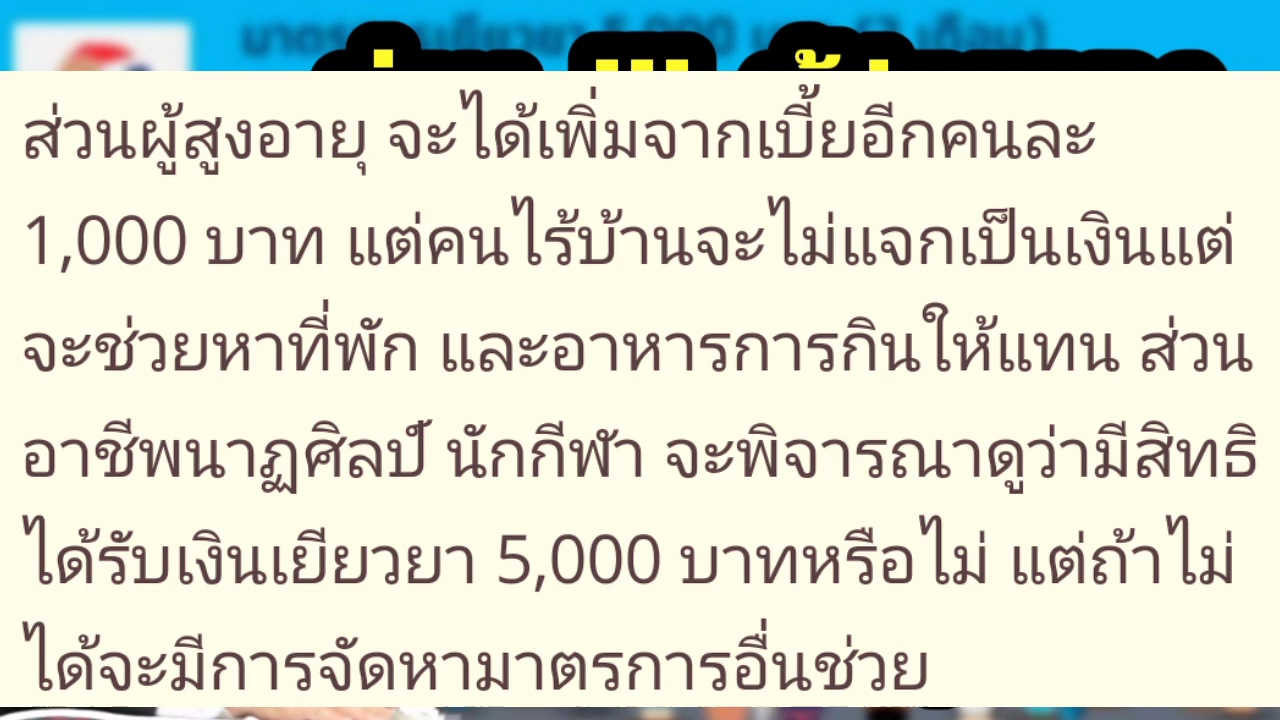 ส่วนผู้สูงอายุ จะได้เพิ่มจากเบี้ยอีกคนละ
1,000 บาท แต่คนไร้บ้านจะไม่แจกเป็นเงินแต่
จะช่วยหาที่พัก และอาหารการกินให้แทน ส่วน
อาชีพนาฏศิลป์ นักกีฬา จะพิจารณาดูว่ามีสิทธิ
ได้รับเงินเยียวยา 5,000 บาทหรือไม่ แต่ถ้าไม่
ได้จะมีการจัดหามาตรการอื่นช่วย